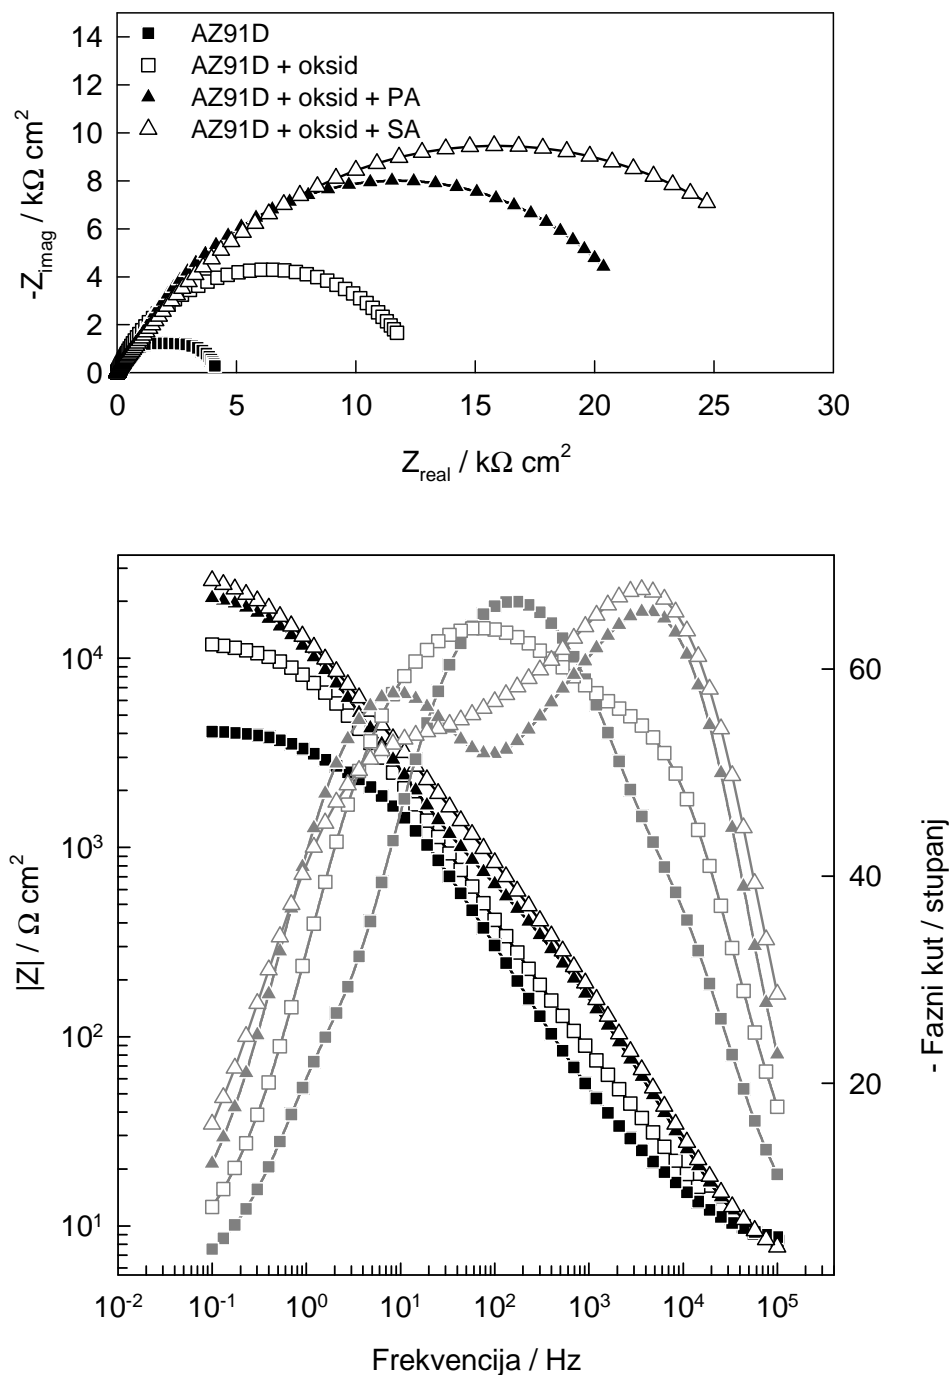 14
12
10
8
6
4
2
0
-Z_imag / kΩ cm²
AZ91D
AZ91D + oksid
AZ91D + oksid + PA
AZ91D + oksid + SA
0 5 10 15 20 25 30
Z_real / kΩ cm²
10⁴
10³
10²
10¹
|Z| / Ω cm²
60
40
20
- Fazni kut / stupanj
10⁻² 10⁻¹ 10⁰ 10¹ 10² 10³ 10⁴ 10⁵
Frekvencija / Hz